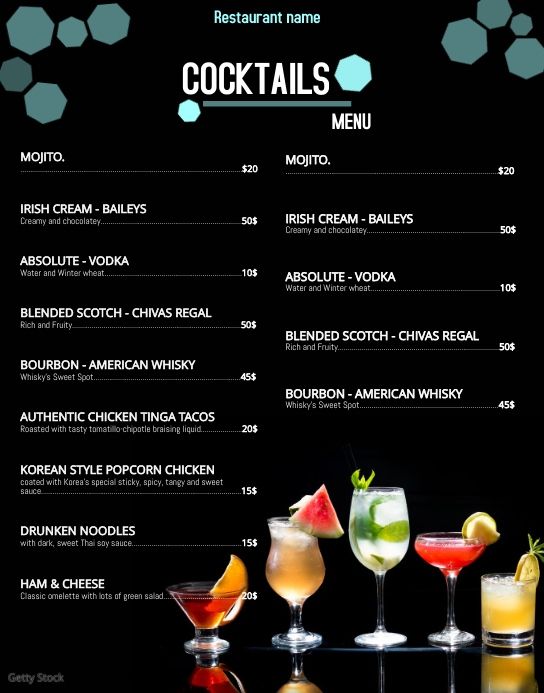 Restaurant name
COCKTAILS
MENU
MOJITO.
........................................................................$20
IRISH CREAM - BAILEYS
Creamy and chocolatey..............................................50$
ABSOLUTE - VODKA
Water and Winter wheat............................................10$
BLENDED SCOTCH - CHIVAS REGAL
Rich and Fruity........................................................50$
BOURBON - AMERICAN WHISKY
Whisky's Sweet Spot.................................................45$
AUTHENTIC CHICKEN TINGA TACOS
Roasted with tasty tomatillo-chipotle braising liquid.............20$
KOREAN STYLE POPCORN CHICKEN
coated with Korea's special sticky, spicy, tangy and sweet
sauce...................................................................15$
DRUNKEN NOODLES
with dark, sweet Thai soy sauce...................................15$
HAM & CHEESE
Classic omelette with lots of green salad..........................20$
MOJITO.
........................................................................$20
IRISH CREAM - BAILEYS
Creamy and chocolatey..............................................50$
ABSOLUTE - VODKA
Water and Winter wheat............................................10$
BLENDED SCOTCH - CHIVAS REGAL
Rich and Fruity........................................................50$
BOURBON - AMERICAN WHISKY
Whisky's Sweet Spot.................................................45$
Getty Stock